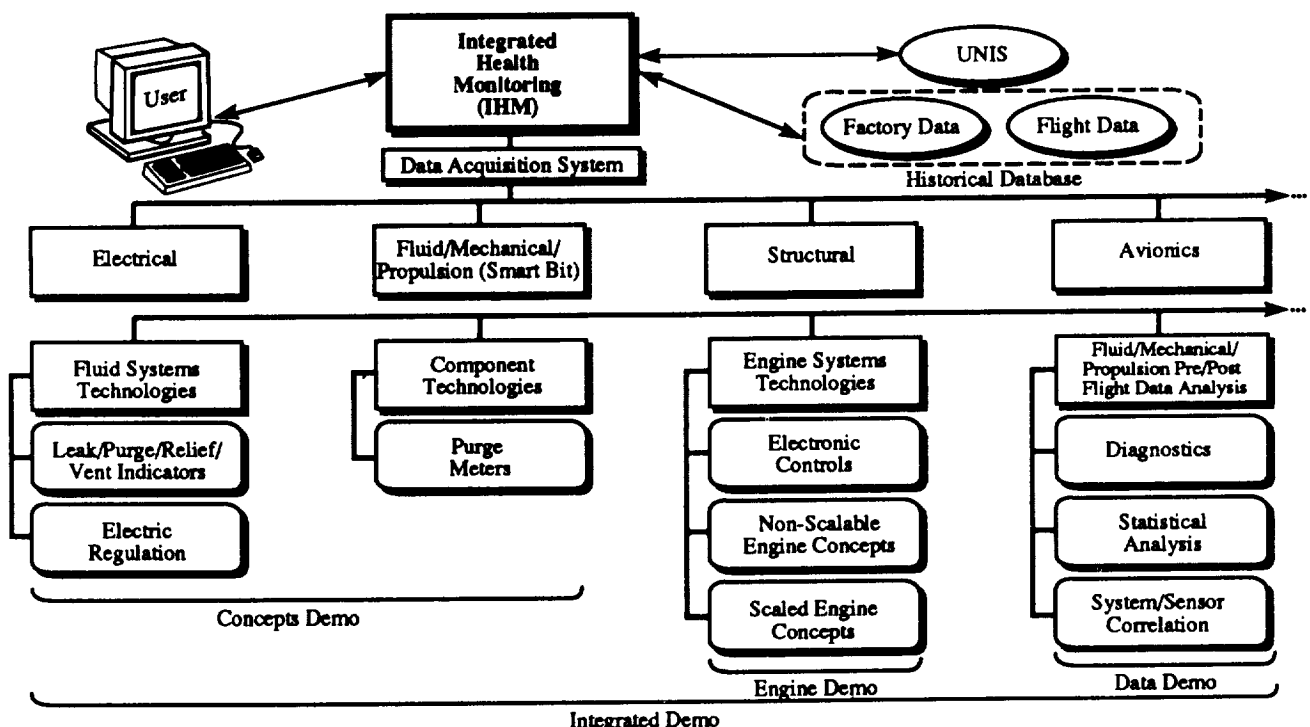 Integrated
Health
Monitoring
(IHM)
User
UNIS
Factory Data
Flight Data
Historical Database
Data Acquisition System
...
Electrical
Fluid/Mechanical/
Propulsion (Smart Bit)
Structural
Avionics
...
Fluid Systems
Technologies
Component
Technologies
Engine Systems
Technologies
Fluid/Mechanical/
Propulsion Pre/Post
Flight Data Analysis
Leak/Purge/Relief/
Vent Indicators
Purge
Meters
Electronic
Controls
Diagnostics
Electric
Regulation
Non-Scalable
Engine Concepts
Statistical
Analysis
Concepts Demo
Scaled Engine
Concepts
System/Sensor
Correlation
Engine Demo
Data Demo
Integrated Demo